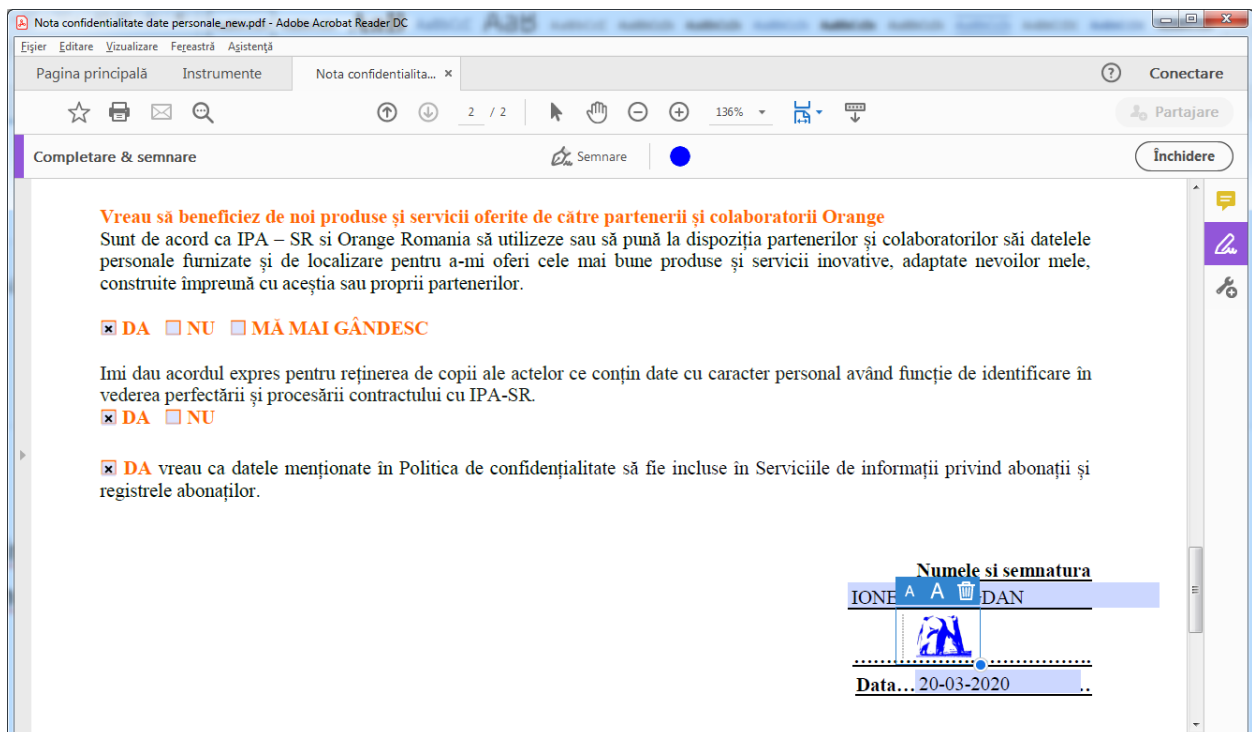 Nota confidentialitate date personale_new.pdf - Adobe Acrobat Reader DC
Fișier Editare Vizualizare Fereastră Asistență
Pagina principală Instrumente Nota confidentialita... × ? Conectare
2 / 2 136% Partajare
Completare & semnare Semnare Închidere
Vreau să beneficiez de noi produse și servicii oferite de către partenerii și colaboratorii Orange
Sunt de acord ca IPA – SR si Orange Romania să utilizeze sau să pună la dispoziția partenerilor și colaboratorilor săi datelele
personale furnizate și de localizare pentru a-mi oferi cele mai bune produse și servicii inovative, adaptate nevoilor mele,
construite împreună cu aceștia sau proprii partenerilor.
DA NU MĂ MAI GÂNDESC
Imi dau acordul expres pentru reținerea de copii ale actelor ce conțin date cu caracter personal având funcție de identificare în
vederea perfectării și procesării contractului cu IPA-SR.
DA NU
DA vreau ca datele menționate în Politica de confidențialitate să fie incluse în Serviciile de informații privind abonații și
registrele abonaților.
Numele si semnatura
A A
Data... 20-03-2020 ..